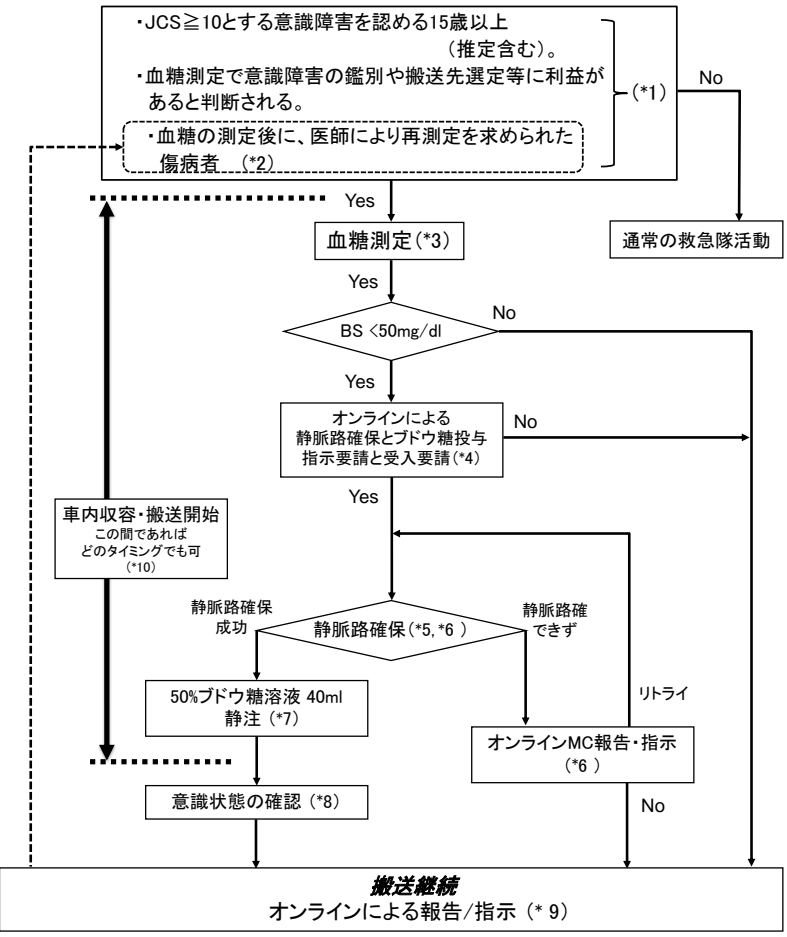 ・JCS≧10とする意識障害を認める15歳以上
(推定含む)。
・血糖測定で意識障害の鑑別や搬送先選定等に利益が
あると判断される。
(*1)
No
・血糖の測定後に、医師により再測定を求められた
傷病者 (*2)
Yes
血糖測定(*3)
通常の救急隊活動
Yes
BS <50mg/dl
No
Yes
オンラインによる
静脈路確保とブドウ糖投与
指示要請と受入要請(*4)
No
Yes
車内収容・搬送開始
この間であれば
どのタイミングでも可
(*10)
静脈路確保
成功
静脈路確保(*5,*6 )
静脈路確
できず
50%ブドウ糖溶液 40ml
静注 (*7)
リトライ
オンラインMC報告・指示
(*6 )
意識状態の確認 (*8)
No
搬送継続
オンラインによる報告/指示 (* 9)